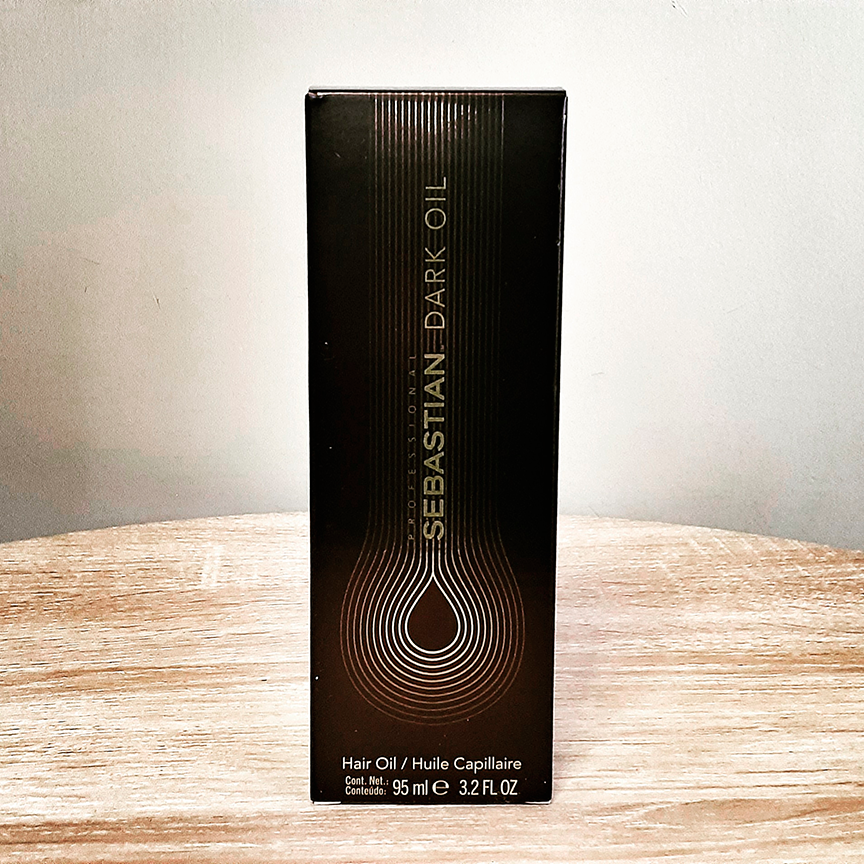 PROFESSIONAL
SEBASTIAN. DARK OIL
Hair Oil / Huile Capillaire
Cont. Net.:
Conteúdo: 95 ml ℮ 3.2 FL OZ